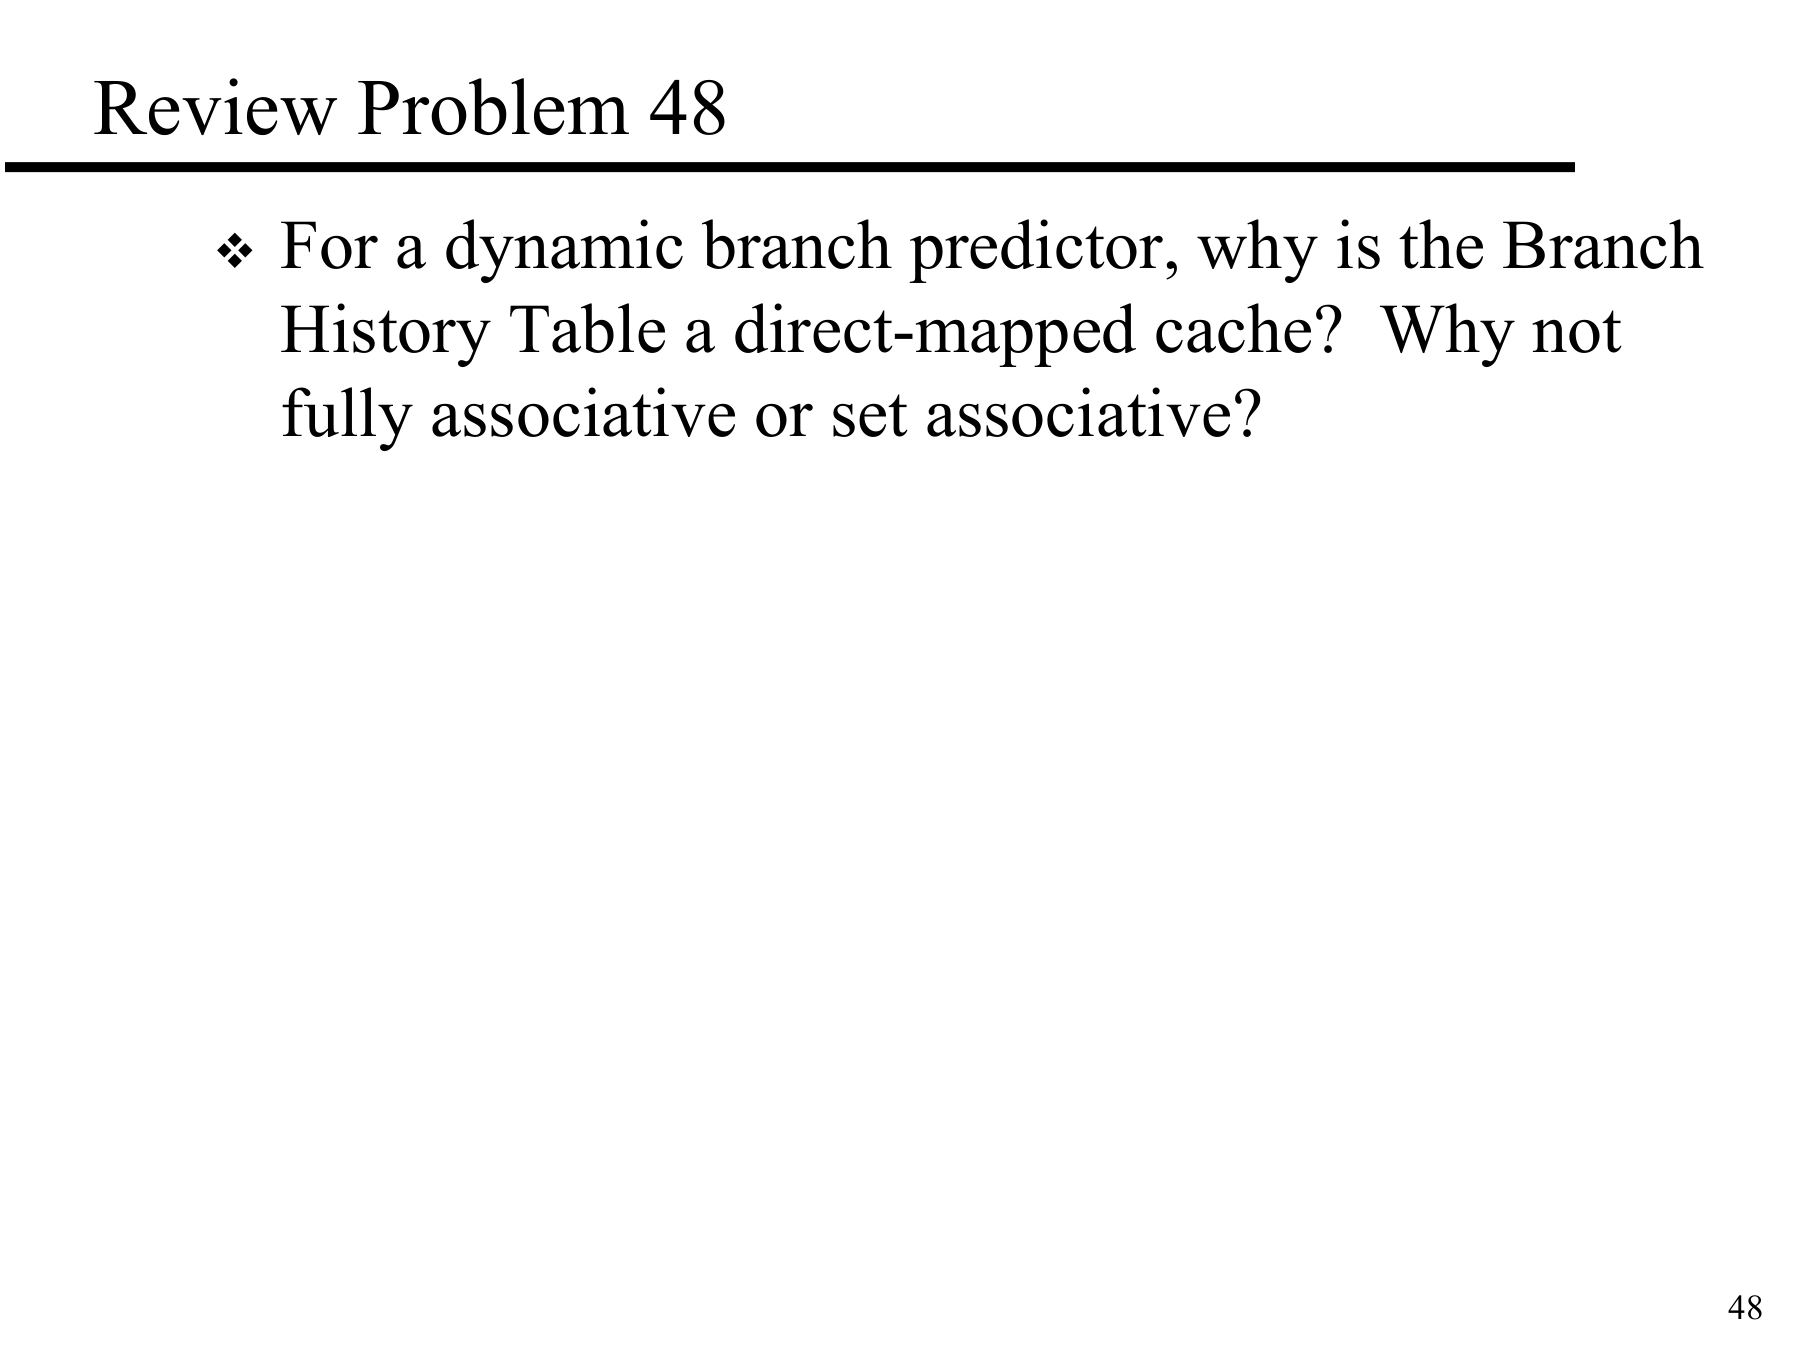 Review Problem 48
❖ For a dynamic branch predictor, why is the Branch
History Table a direct-mapped cache?  Why not
fully associative or set associative?
48